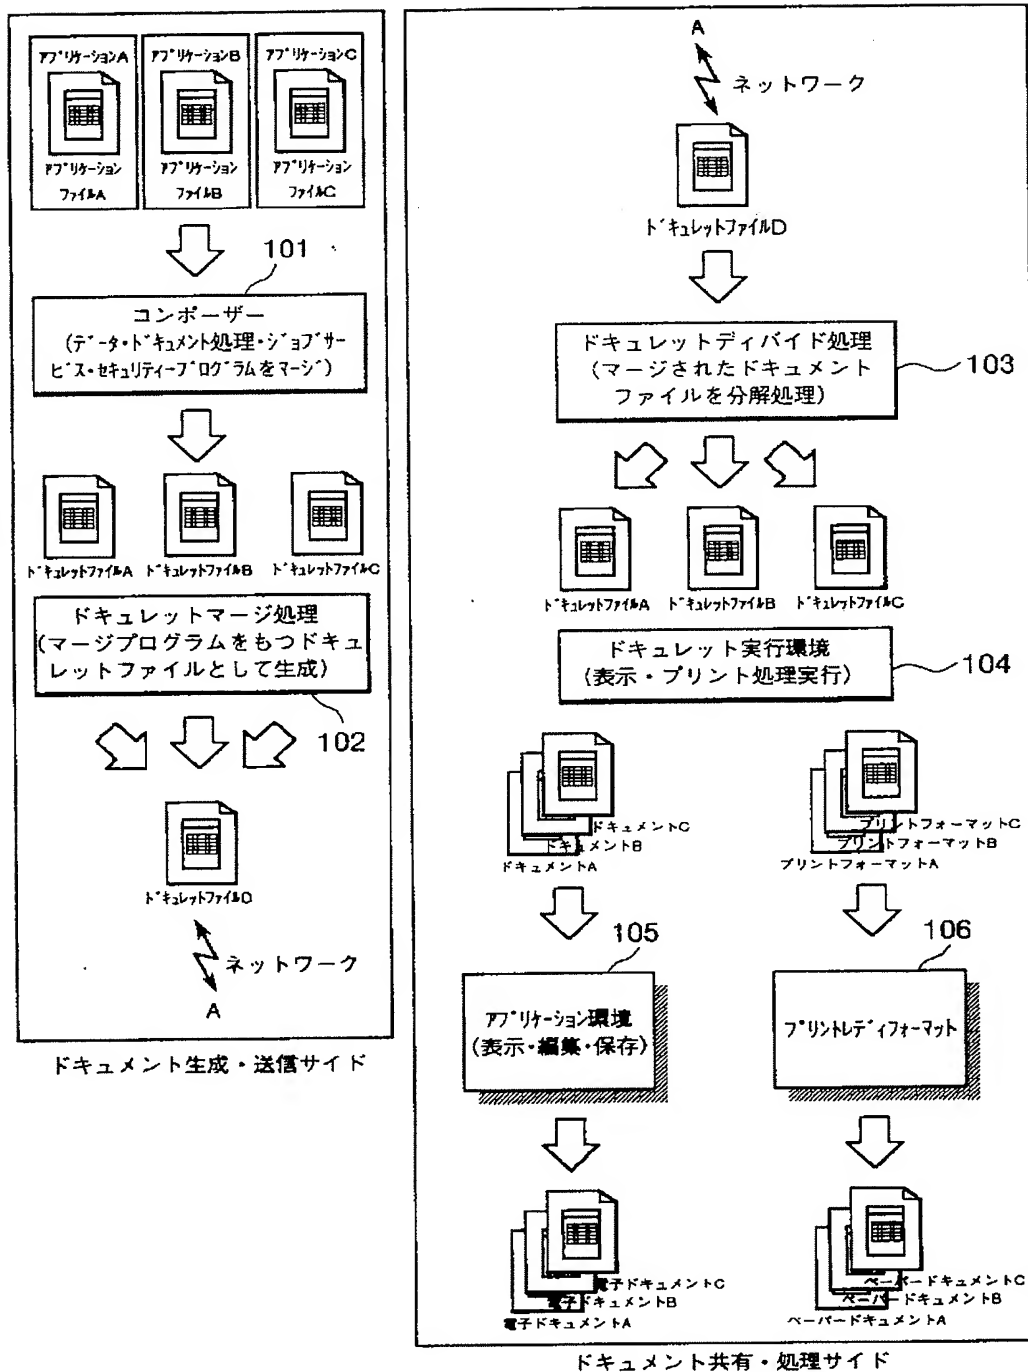 アプリケーションA
アプリケーション
ファイルA
アプリケーションB
アプリケーション
ファイルB
アプリケーションC
アプリケーション
ファイルC
101
コンポーザー
(データ・ドキュメント処理・ジョブサー
ビス・セキュリティープログラムをマージ)
ドキュレットファイルA
ドキュレットファイルB
ドキュレットファイルC
ドキュレットマージ処理
(マージプログラムをもつドキュ
レットファイルとして生成)
102
ドキュレットファイルD
ネットワーク
A
ドキュメント生成・送信サイド
A
ネットワーク
ドキュレットファイルD
ドキュレットディバイド処理
(マージされたドキュメント
ファイルを分解処理)
103
ドキュレットファイルA
ドキュレットファイルB
ドキュレットファイルC
ドキュレット実行環境
(表示・プリント処理実行)
104
ドキュメントC
ドキュメントB
ドキュメントA
プリントフォーマットC
プリントフォーマットB
プリントフォーマットA
105
アプリケーション環境
(表示・編集・保存)
106
プリントレディフォーマット
電子ドキュメントC
電子ドキュメントB
電子ドキュメントA
ペーパードキュメントC
ペーパードキュメントB
ペーパードキュメントA
ドキュメント共有・処理サイド